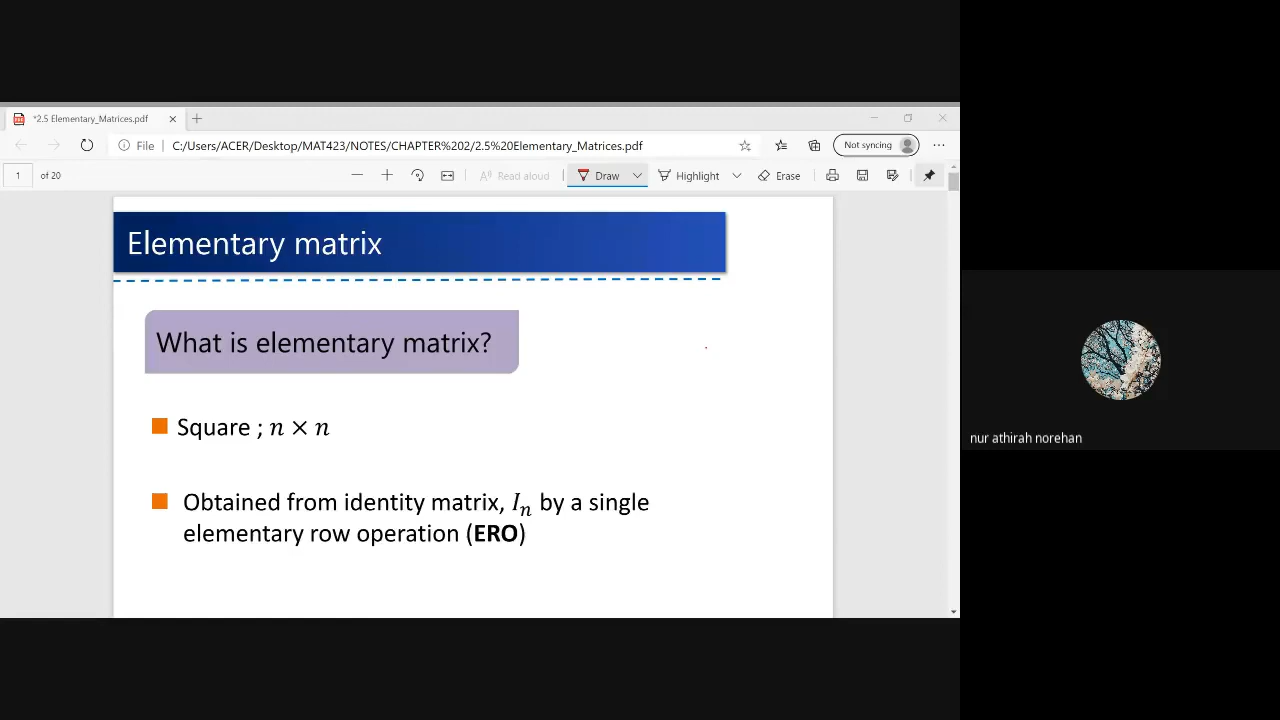 *2.5 Elementary_Matrices.pdf
File | C:/Users/ACER/Desktop/MAT423/NOTES/CHAPTER%202/2.5%20Elementary_Matrices.pdf
Not syncing
1 of 20
Read aloud
Draw
Highlight
Erase
Elementary matrix
What is elementary matrix?
Square ; n × n
Obtained from identity matrix, Iₙ by a single
elementary row operation (ERO)
nur athirah norehan